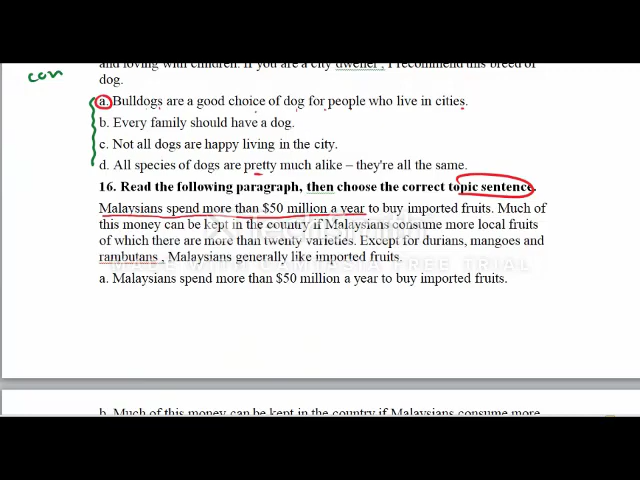 and loving with children. If you are a city dweller , I recommend this breed of
con
dog.
a. Bulldogs are a good choice of dog for people who live in cities.
b. Every family should have a dog.
c. Not all dogs are happy living in the city.
d. All species of dogs are pretty much alike – they're all the same.
16. Read the following paragraph, then choose the correct topic sentence.
Malaysians spend more than $50 million a year to buy imported fruits. Much of
this money can be kept in the country if Malaysians consume more local fruits
of which there are more than twenty varieties. Except for durians, mangoes and
rambutans , Malaysians generally like imported fruits.
MADE WITH CAMTASIA FREE TRIAL
a. Malaysians spend more than $50 million a year to buy imported fruits.
b. Much of this money can be kept in the country if Malaysians consume more